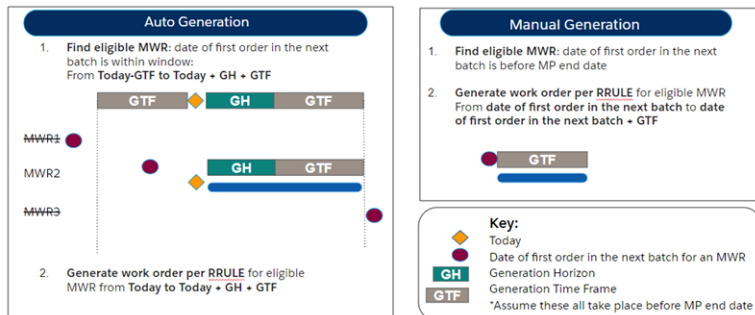 Auto Generation
1. Find eligible MWR: date of first order in the next
batch is within window:
From Today-GTF to Today + GH + GTF
GTF GH GTF
MWR1
MWR2 GH GTF
MWR3
2. Generate work order per RRULE for eligible
MWR from Today to Today + GH + GTF
Manual Generation
1. Find eligible MWR: date of first order in the next
batch is before MP end date
2. Generate work order per RRULE for eligible MWR
From date of first order in the next batch to date
of first order in the next batch + GTF
GTF
Key:
Today
Date of first order in the next batch for an MWR
GH Generation Horizon
GTF Generation Time Frame
*Assume these all take place before MP end date